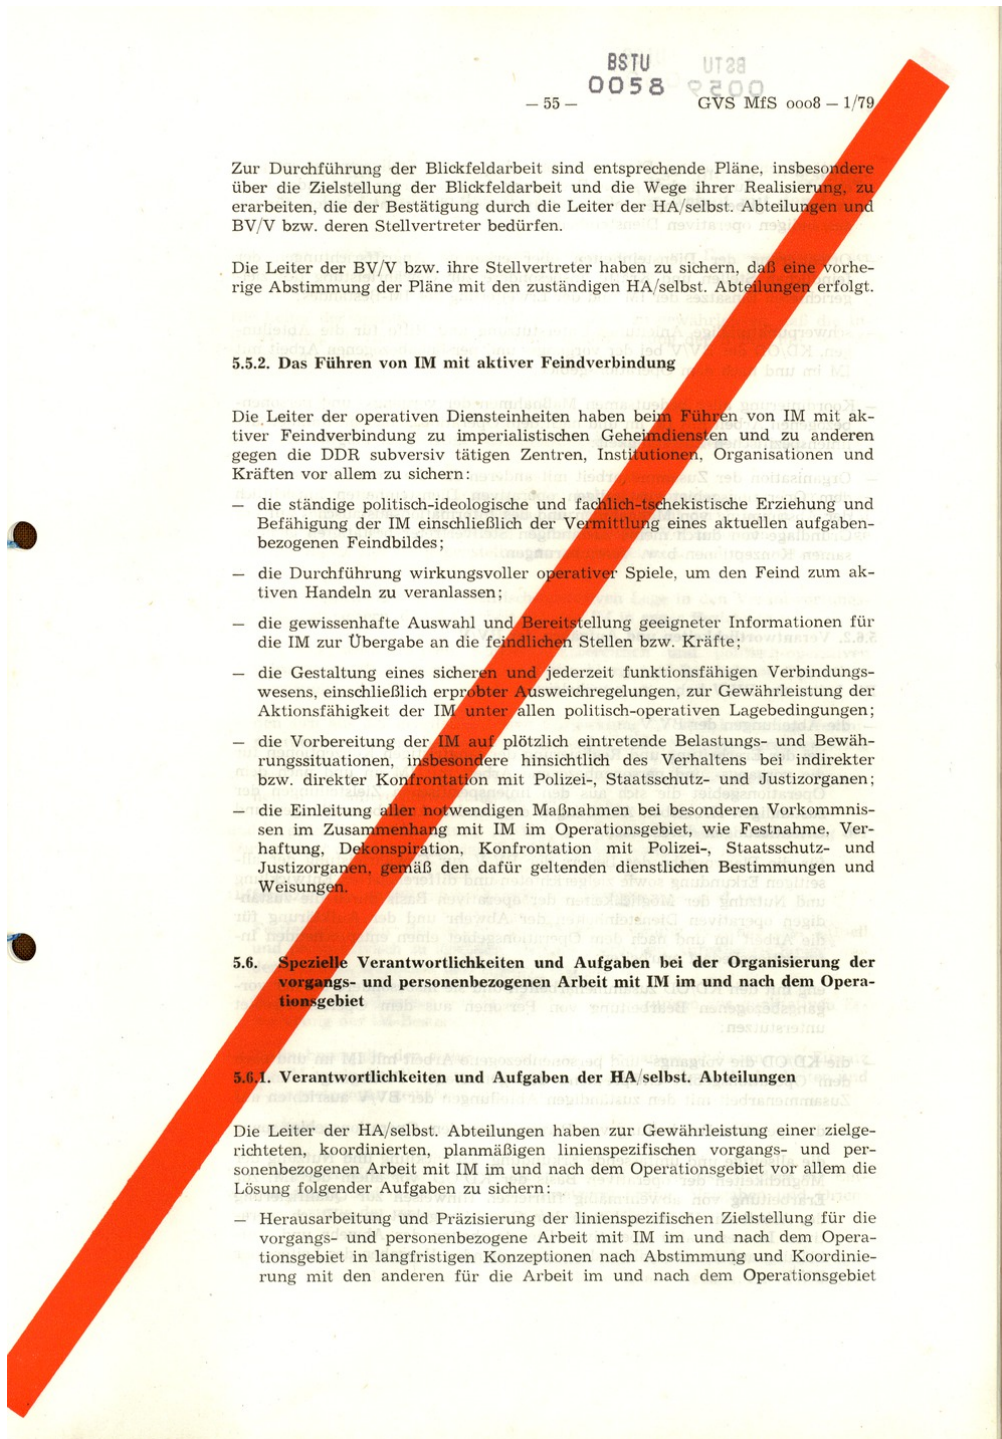 BSTU
0058
— 55 —
GVS MfS ooo8 — 1/79
Zur Durchführung der Blickfeldarbeit sind entsprechende Pläne, insbesondere
über die Zielstellung der Blickfeldarbeit und die Wege ihrer Realisierung, zu
erarbeiten, die der Bestätigung durch die Leiter der HA/selbst. Abteilungen und
BV/V bzw. deren Stellvertreter bedürfen.
Die Leiter der BV/V bzw. ihre Stellvertreter haben zu sichern, daß eine vorhe-
rige Abstimmung der Pläne mit den zuständigen HA/selbst. Abteilungen erfolgt.
5.5.2. Das Führen von IM mit aktiver Feindverbindung
Die Leiter der operativen Diensteinheiten haben beim Führen von IM mit ak-
tiver Feindverbindung zu imperialistischen Geheimdiensten und zu anderen
gegen die DDR subversiv tätigen Zentren, Institutionen, Organisationen und
Kräften vor allem zu sichern:
— die ständige politisch-ideologische und fachlich-tschekistische Erziehung und
Befähigung der IM einschließlich der Vermittlung eines aktuellen aufgaben-
bezogenen Feindbildes;
— die Durchführung wirkungsvoller operativer Spiele, um den Feind zum ak-
tiven Handeln zu veranlassen;
— die gewissenhafte Auswahl und Bereitstellung geeigneter Informationen für
die IM zur Übergabe an die feindlichen Stellen bzw. Kräfte;
— die Gestaltung eines sicheren und jederzeit funktionsfähigen Verbindungs-
wesens, einschließlich erprobter Ausweichregelungen, zur Gewährleistung der
Aktionsfähigkeit der IM unter allen politisch-operativen Lagebedingungen;
— die Vorbereitung der IM auf plötzlich eintretende Belastungs- und Bewäh-
rungssituationen, insbesondere hinsichtlich des Verhaltens bei indirekter
bzw. direkter Konfrontation mit Polizei-, Staatsschutz- und Justizorganen;
— die Einleitung aller notwendigen Maßnahmen bei besonderen Vorkommnis-
sen im Zusammenhang mit IM im Operationsgebiet, wie Festnahme, Ver-
haftung, Dekonspiration, Konfrontation mit Polizei-, Staatsschutz- und
Justizorganen, gemäß den dafür geltenden dienstlichen Bestimmungen und
Weisungen.
5.6. Spezielle Verantwortlichkeiten und Aufgaben bei der Organisierung der
vorgangs- und personenbezogenen Arbeit mit IM im und nach dem Opera-
tionsgebiet
5.6.1. Verantwortlichkeiten und Aufgaben der HA/selbst. Abteilungen
Die Leiter der HA/selbst. Abteilungen haben zur Gewährleistung einer zielge-
richteten, koordinierten, planmäßigen linienspezifischen vorgangs- und per-
sonenbezogenen Arbeit mit IM im und nach dem Operationsgebiet vor allem die
Lösung folgender Aufgaben zu sichern:
— Herausarbeitung und Präzisierung der linienspezifischen Zielstellung für die
vorgangs- und personenbezogene Arbeit mit IM im und nach dem Opera-
tionsgebiet in langfristigen Konzeptionen nach Abstimmung und Koordinie-
rung mit den anderen für die Arbeit im und nach dem Operationsgebiet